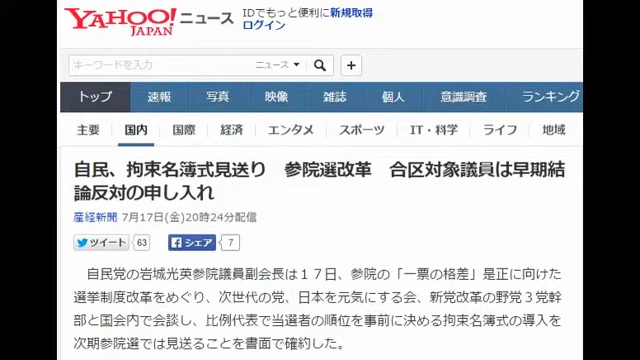 YAHOO! JAPAN ニュース
IDでもっと便利に新規取得
ログイン
キーワードを入力 ニュース
トップ 速報 写真 映像 雑誌 個人 意識調査 ランキング
主要 国内 国際 経済 エンタメ スポーツ IT・科学 ライフ 地域
自民、拘束名簿式見送り 参院選改革 合区対象議員は早期結
論反対の申し入れ
産経新聞 7月17日(金)20時24分配信
ツイート 63 シェア 7
自民党の岩城光英参院議員副会長は17日、参院の「一票の格差」是正に向けた
選挙制度改革をめぐり、次世代の党、日本を元気にする会、新党改革の野党3党幹
部と国会内で会談し、比例代表で当選者の順位を事前に決める拘束名簿式の導入を
次期参院選では見送ることを書面で確約した。